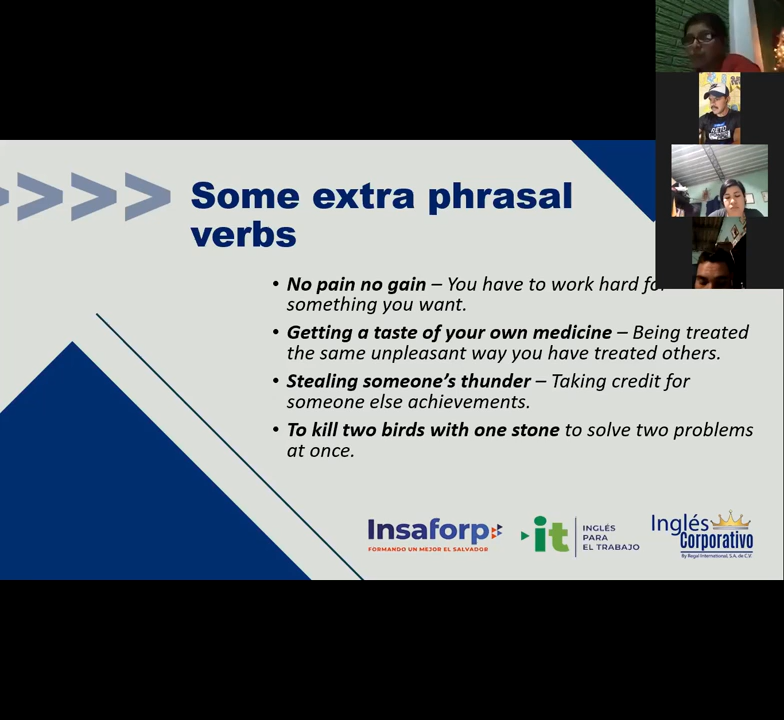 >>>>
Some extra phrasal
verbs
• No pain no gain – You have to work hard for
something you want.
• Getting a taste of your own medicine – Being treated
the same unpleasant way you have treated others.
• Stealing someone's thunder – Taking credit for
someone else achievements.
• To kill two birds with one stone to solve two problems
at once.
Insaforp
FORMANDO UN MEJOR EL SALVADOR
it
INGLÉS
PARA
EL TRABAJO
Inglés
Corporativo
By Regal International, S.A. de C.V.
RETO